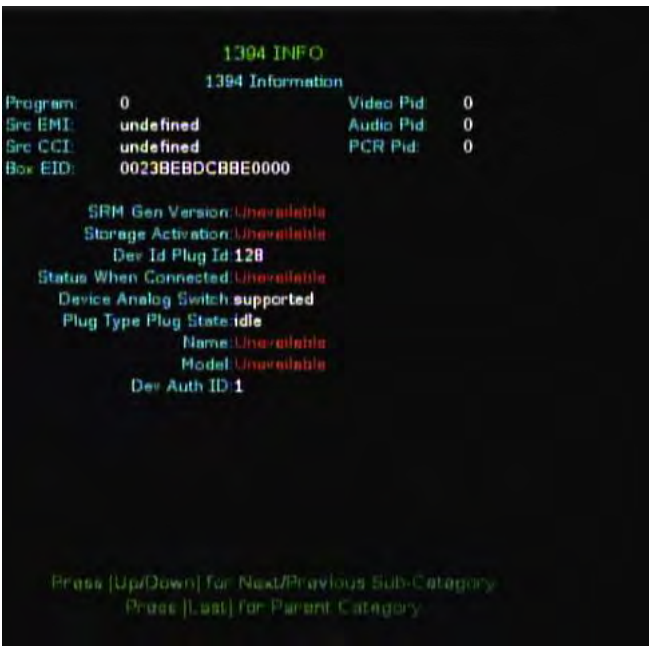 1394 INFO
1394 Information
Program: 0 Video Pid: 0
Src EMI: undefined Audio Pid: 0
Src CCI: undefined PCR Pid: 0
Box EID: 0023BEBDCBBE0000
SRM Gen Version:Unavailable
Storage Activation:Unavailable
Dev Id Plug Id:128
Status When Connected:Unavailable
Device Analog Switch:supported
Plug Type Plug State:idle
Name:Unavailable
Model:Unavailable
Dev Auth ID:1
Press [Up/Down] for Next/Previous Sub-Category
Press [Last] for Parent Category